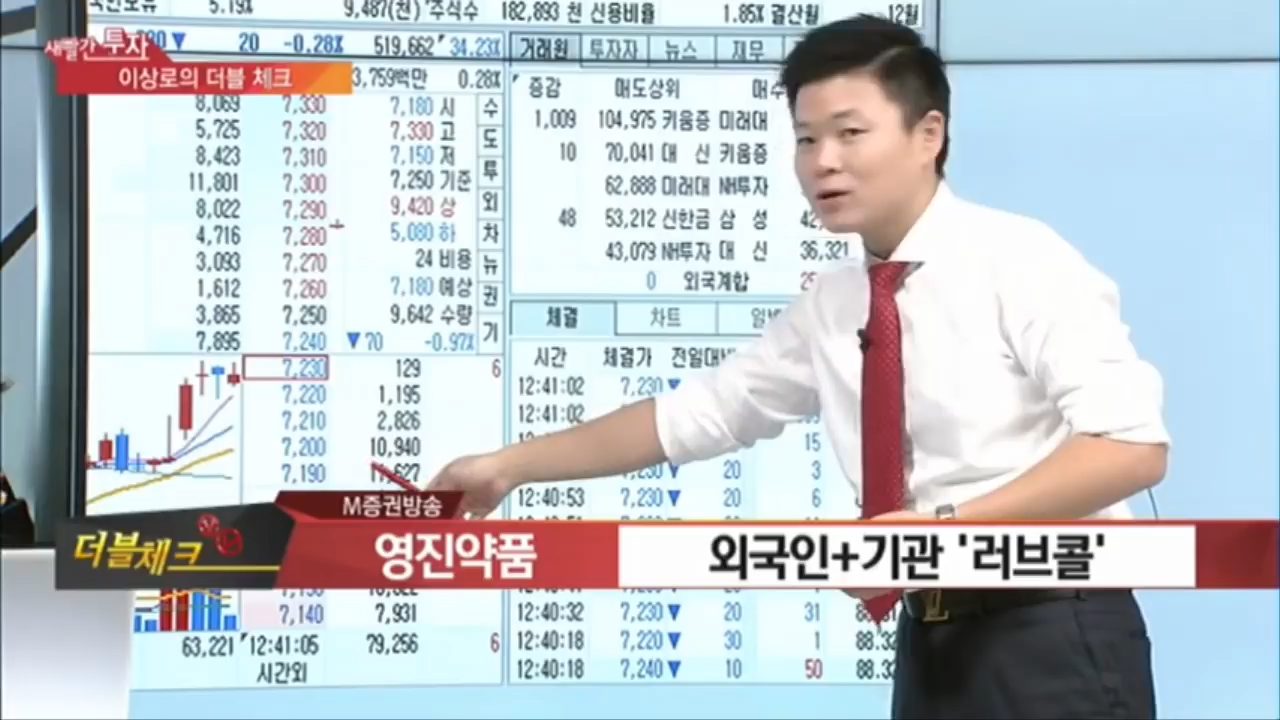 5.19% 9,487(천) 주식수 182,893 천 신용비율 1.85% 결산월 12월
새빨간 투자
이상로의 더블 체크
▼ 20 -0.28% 519,662 34.23%
3,759백만 0.28%
8,069 7,330 7,180 시 수
5,725 7,320 7,330 고 도
8,423 7,310 7,150 저 투
11,801 7,300 7,250 기준
8,022 7,290 9,420 상 외
4,716 7,280 5,080 하 차
3,093 7,270 24 비용 뉴
1,612 7,260 7,180 예상 권
3,865 7,250 9,642 수량
7,895 7,240 ▼70 -0.97% 기
7,230 129 6
7,220 1,195
7,210 2,826
7,200 10,940
7,190
7,140 7,931
63,221 12:41:05 79,256 6
시간외
거래원 투자자 뉴스 재무
증감 매도상위 매수
1,009 104,975 키움증 미래대
10 70,041 대 신 키움증
62,888 미래대 NH투자
48 53,212 신한금 삼 성 42,
43,079 NH투자 대 신 36,321
0 외국계합
체결 차트
시간 체결가 전일대비
12:41:02 7,230 ▼
12:41:02
15
7,230 ▼ 20 3
12:40:53 7,230 ▼ 20 6
12:40:32 7,230 ▼ 20 31
12:40:18 7,220 ▼ 30 1 88.32
12:40:18 7,240 ▼ 10 50 88.32
M증권방송
더블체크
영진약품
외국인+기관 '러브콜'